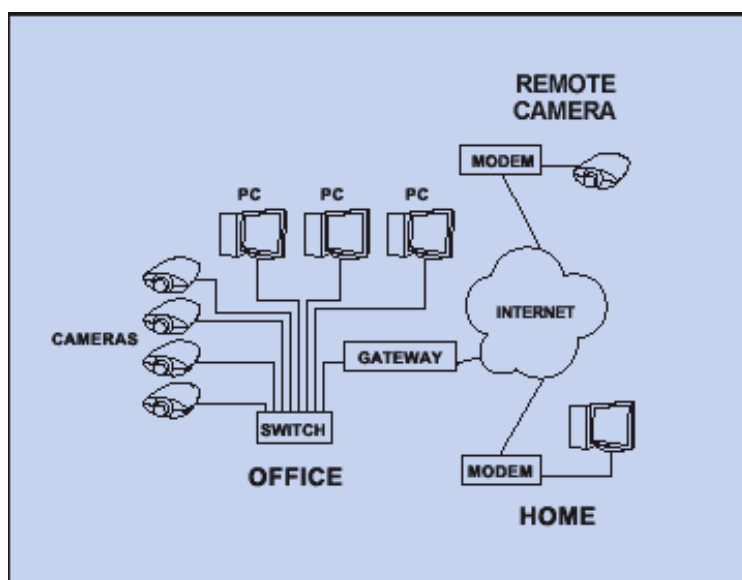 REMOTE
CAMERA
MODEM
PC PC PC
INTERNET
CAMERAS
GATEWAY
SWITCH
OFFICE
MODEM
HOME